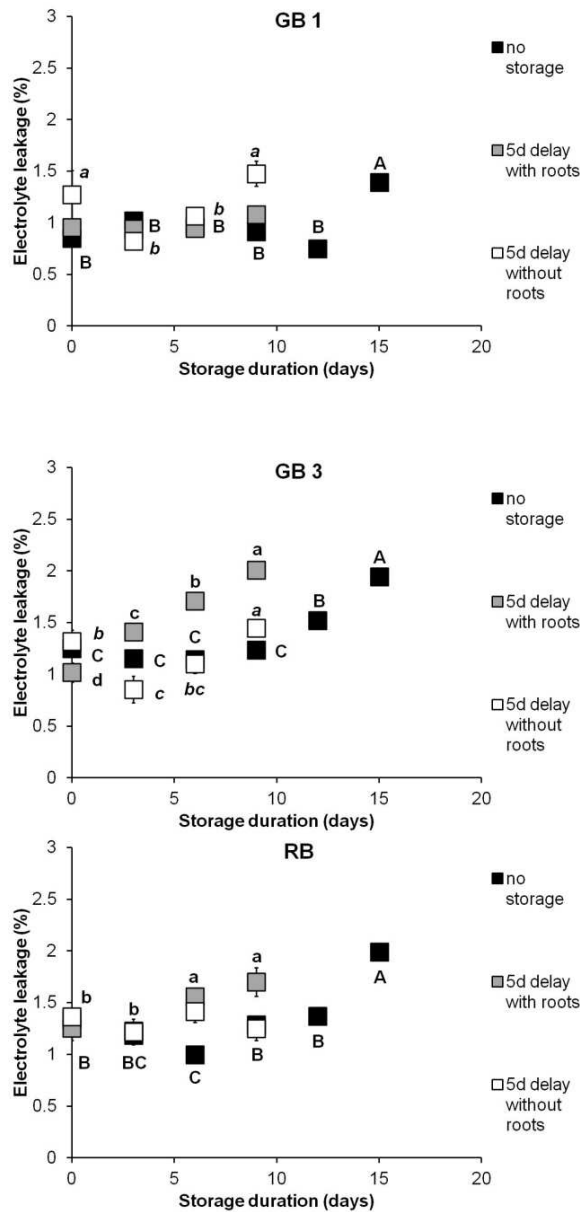 GB 1
Electrolyte leakage (%)
3
2.5
2
1.5
1
0.5
0
a
a
A
B
b
b
B
B
B
B
0
5
10
15
20
Storage duration (days)
no
storage
5d delay
with roots
5d delay
without
roots
GB 3
Electrolyte leakage (%)
3
2.5
2
1.5
1
0.5
0
a
A
b
B
c
b
C
a
C
C
C
d
c
bc
0
5
10
15
20
Storage duration (days)
no
storage
5d delay
with roots
5d delay
without
roots
RB
Electrolyte leakage (%)
3
2.5
2
1.5
1
0.5
0
b
b
a
a
A
B
BC
C
B
B
0
5
10
15
20
Storage duration (days)
no
storage
5d delay
with roots
5d delay
without
roots